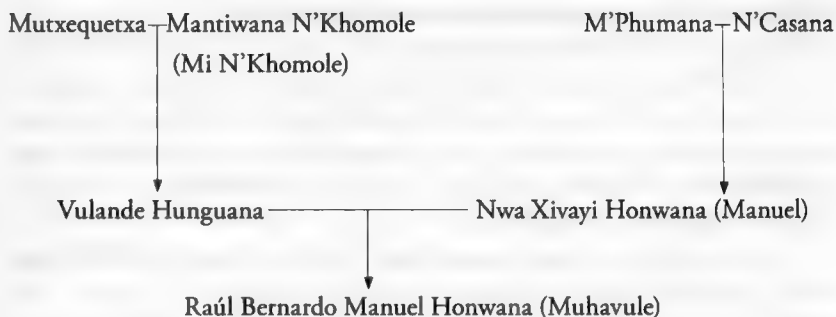 Mutxequetxa Mantiwana N’Khomole M’Phumana N’Casana
(Mi N’Khomole)
Vulande Hunguana Nwa Xivayi Honwana (Manuel)
Raúl Bernardo Manuel Honwana (Muhavule)